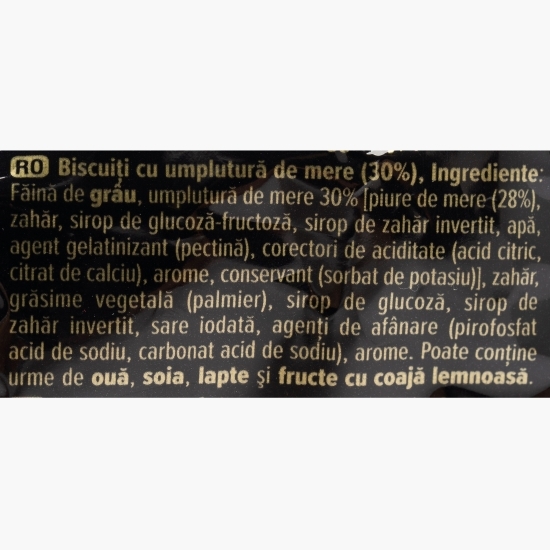 RO Biscuiți cu umplutură de mere (30%), Ingrediente:
Făină de grâu, umplutură de mere 30% [piure de mere (28%),
zahăr, sirop de glucoză-fructoză, sirop de zahăr invertit, apă,
agent gelatinizant (pectină), corectori de aciditate (acid citric,
citrat de calciu), arome, conservant (sorbat de potasiu)], zahăr,
grăsime vegetală (palmier), sirop de glucoză, sirop de
zahăr invertit, sare iodată, agenți de afânare (pirofosfat
acid de sodiu, carbonat acid de sodiu), arome. Poate conține
urme de ouă, soia, lapte și fructe cu coajă lemnoasă.